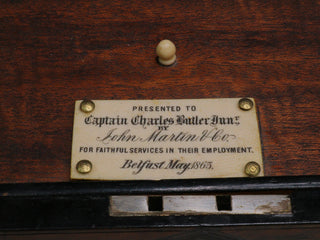 PRESENTED TO
Captain Charles Butler Junr.
BY
John Martin & Co.
FOR FAITHFUL SERVICES IN THEIR EMPLOYMENT.
Belfast May, 1865.